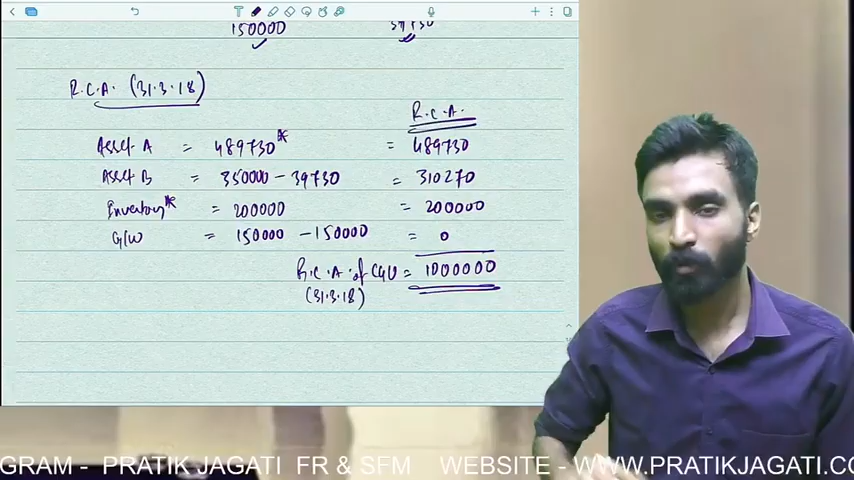 150000 39730
R.C.A. (31.3.18)
R.C.A.
Asset A = 489730* = 489730
Asset B = 350000 - 39730 = 310270
Inventory* = 200000 = 200000
G/W = 150000 - 150000 = 0
R.C.A. of CGU = 1000000
(31.3.18)
GRAM - PRATIK JAGATI FR & SFM WEBSITE - WWW.PRATIKJAGATI.CO